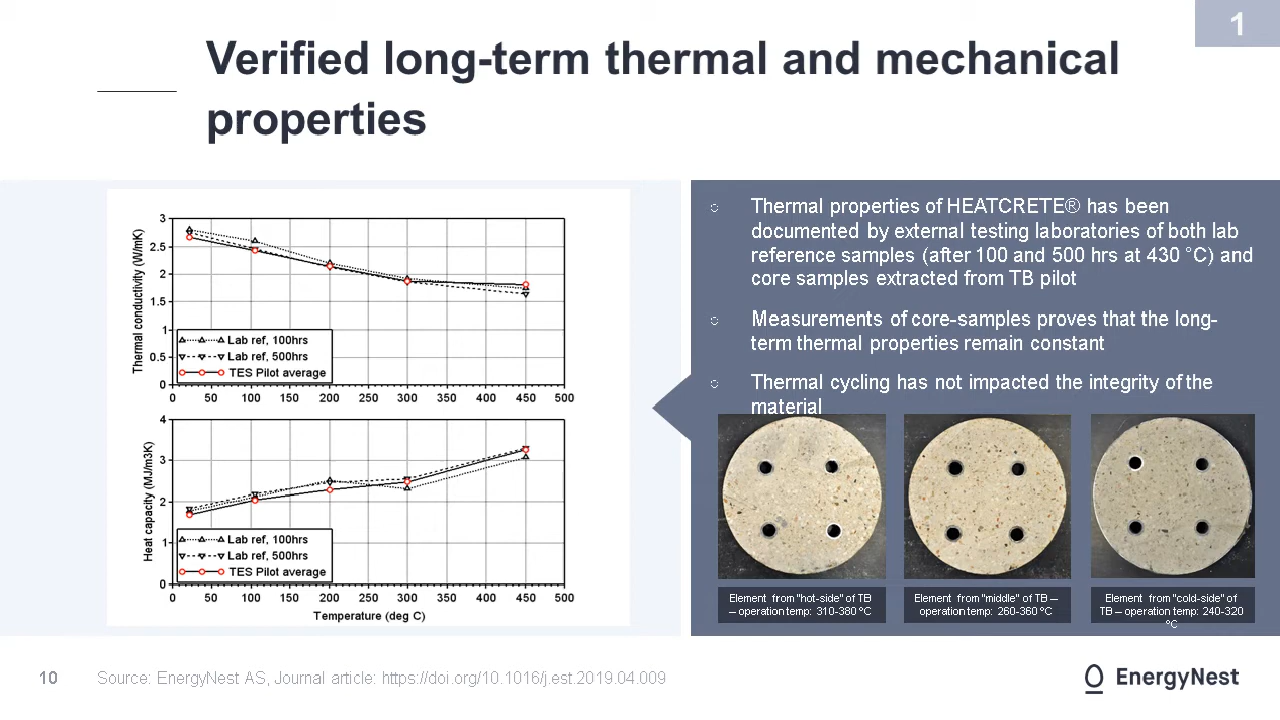 1
Verified long-term thermal and mechanical
properties
Thermal conductivity (W/mK)
3
2.5
2
1.5
1
0.5
0
Lab ref, 100hrs
Lab ref, 500hrs
TES Pilot average
0 50 100 150 200 250 300 350 400 450 500
Heat capacity (MJ/m3K)
4
3
2
1
0
Lab ref, 100hrs
Lab ref, 500hrs
TES Pilot average
0 50 100 150 200 250 300 350 400 450 500
Temperature (deg C)
○ Thermal properties of HEATCRETE® has been
documented by external testing laboratories of both lab
reference samples (after 100 and 500 hrs at 430 °C) and
core samples extracted from TB pilot
○ Measurements of core-samples proves that the long-
term thermal properties remain constant
○ Thermal cycling has not impacted the integrity of the
material
Element from "hot-side" of TB
– operation temp: 310-380 ºC
Element from "middle" of TB –
operation temp: 260-360 ºC
Element from "cold-side" of
TB – operation temp: 240-320
ºC
10
Source: EnergyNest AS, Journal article: https://doi.org/10.1016/j.est.2019.04.009
EnergyNest